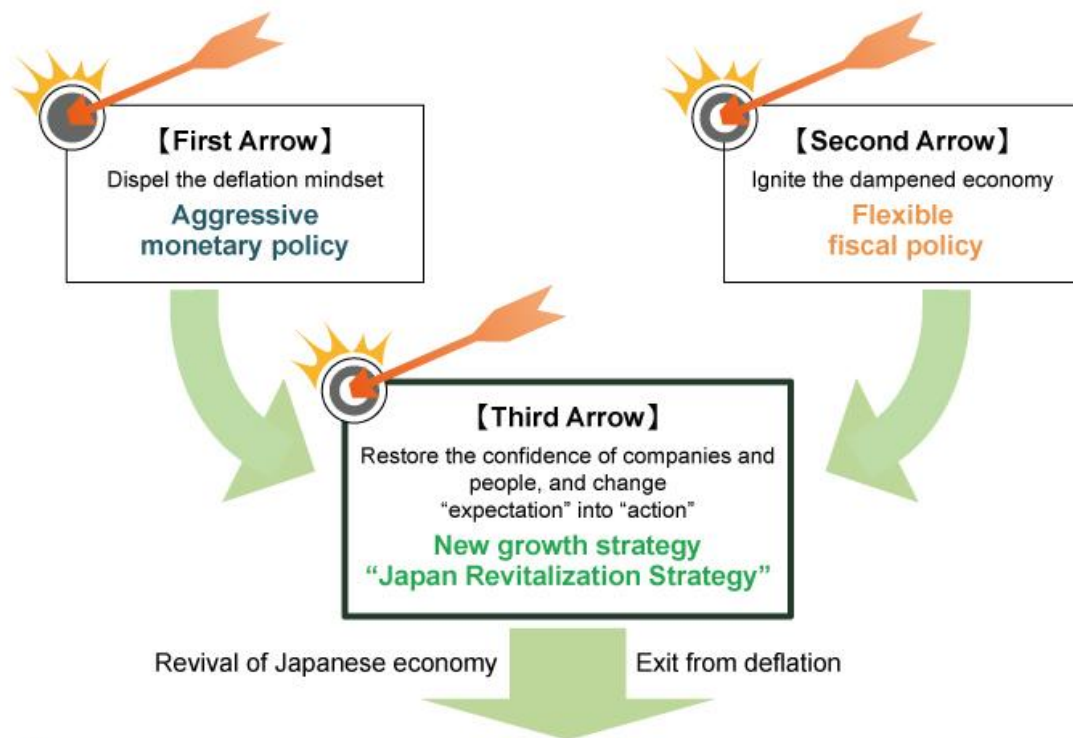 【First Arrow】
Dispel the deflation mindset
Aggressive
monetary policy
【Second Arrow】
Ignite the dampened economy
Flexible
fiscal policy
【Third Arrow】
Restore the confidence of companies and
people, and change
“expectation” into “action”
New growth strategy
“Japan Revitalization Strategy”
Revival of Japanese economy
Exit from deflation